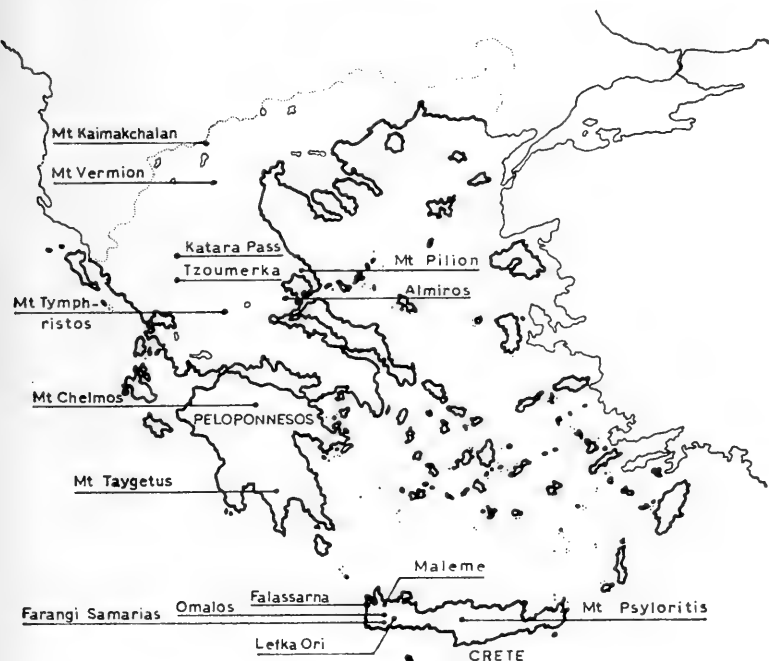 Mt Kaimakchalan
Mt Vermion
Katara Pass
Mt Pilion
Tzoumerka
Almiros
Mt Tymph-
ristos
Mt Chelmos
PELOPONNESOS
Mt Taygetus
Maleme
Falassarna
Omalos
Mt Psyloritis
Farangi Samarias
Lefka Ori
CRETE